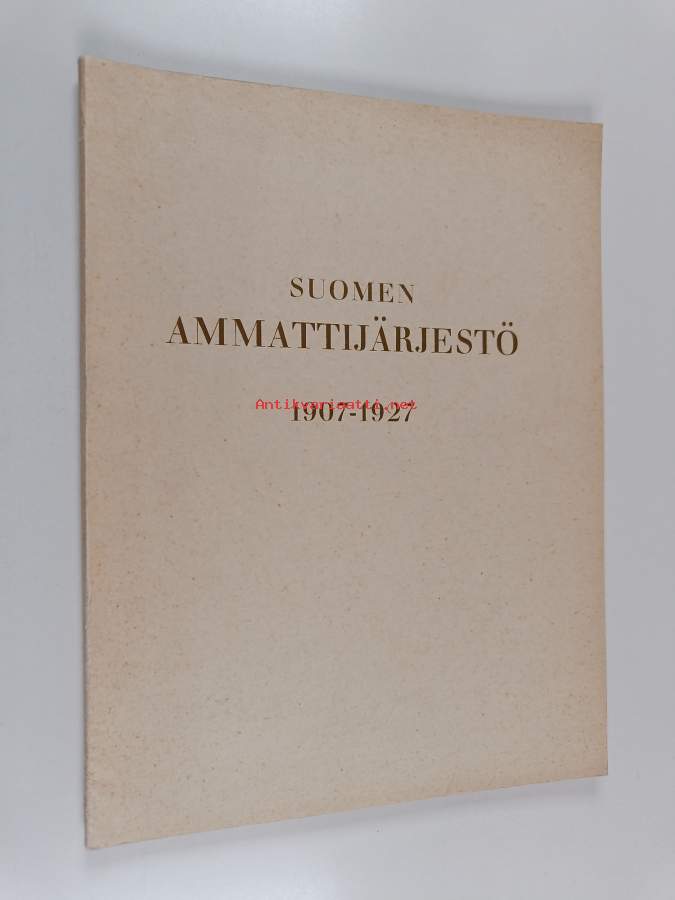 SUOMEN
AMMATTIJÄRJESTÖ
Antikvariaatti.net
1907-1927